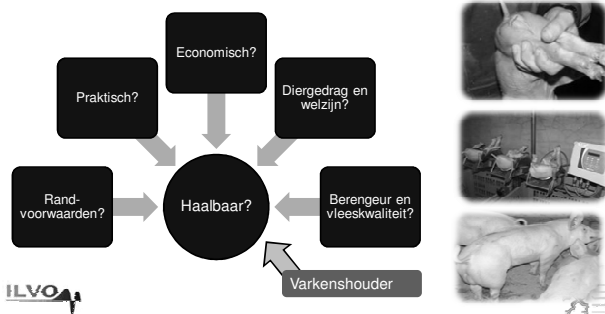 Economisch?
Praktisch?
Diergedrag en
welzijn?
Rand-
voorwaarden?
Haalbaar?
Berengeur en
vleeskwaliteit?
Varkenshouder
ILVO